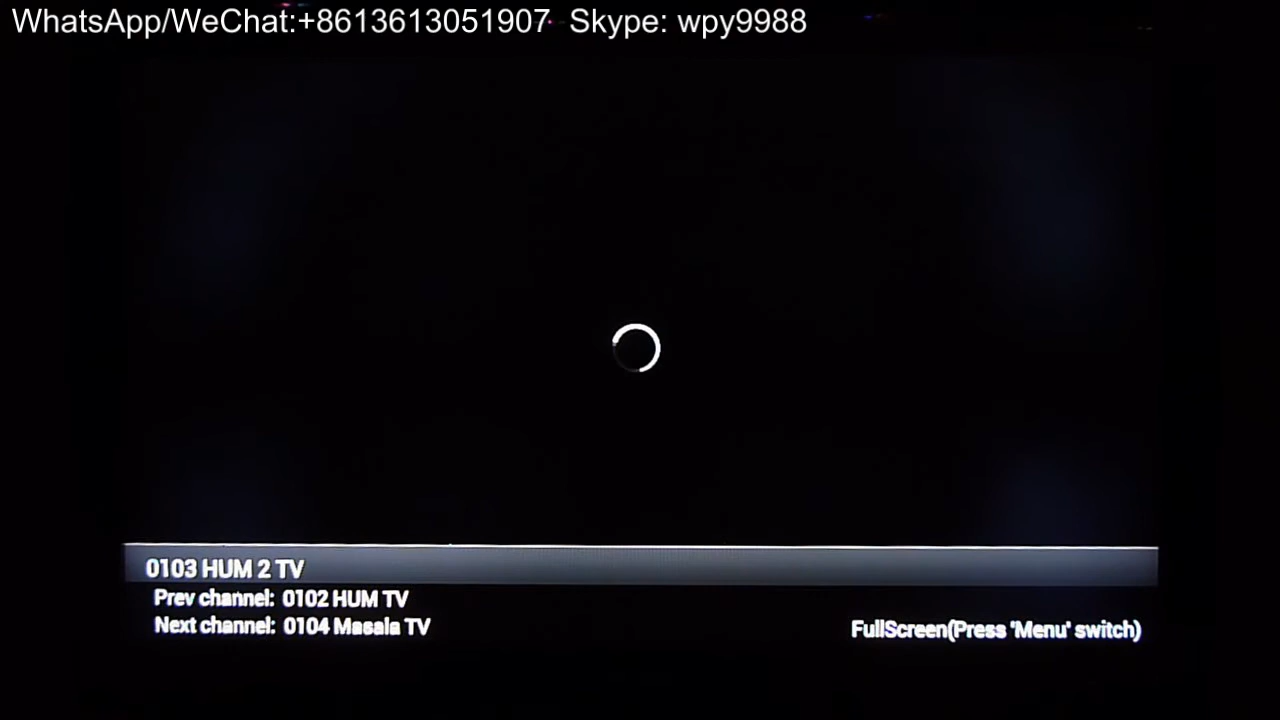 WhatsApp/WeChat:+8613613051907  Skype: wpy9988
0103 HUM 2 TV
Prev channel: 0102 HUM TV
Next channel: 0104 Masala TV
FullScreen(Press 'Menu' switch)